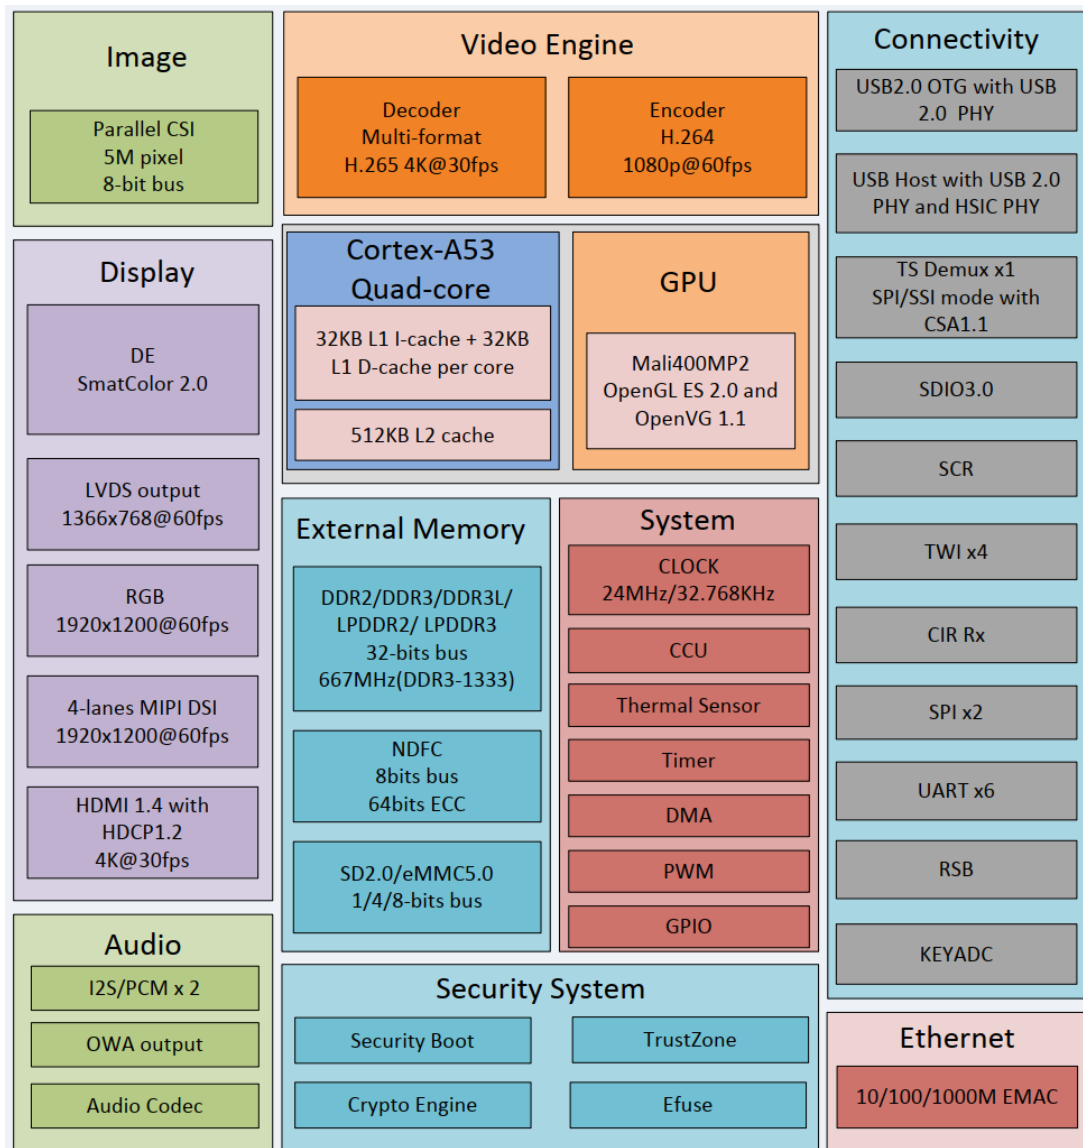 Image
Parallel CSI
5M pixel
8-bit bus
Video Engine
Decoder
Multi-format
H.265 4K@30fps
Encoder
H.264
1080p@60fps
Connectivity
USB2.0 OTG with USB
2.0 PHY
USB Host with USB 2.0
PHY and HSIC PHY
TS Demux x1
SPI/SSI mode with
CSA1.1
SDIO3.0
SCR
TWI x4
CIR Rx
SPI x2
UART x6
RSB
KEYADC
Display
DE
SmatColor 2.0
LVDS output
1366x768@60fps
RGB
1920x1200@60fps
4-lanes MIPI DSI
1920x1200@60fps
HDMI 1.4 with
HDCP1.2
4K@30fps
Cortex-A53
Quad-core
32KB L1 I-cache + 32KB
L1 D-cache per core
512KB L2 cache
GPU
Mali400MP2
OpenGL ES 2.0 and
OpenVG 1.1
External Memory
DDR2/DDR3/DDR3L/
LPDDR2/ LPDDR3
32-bits bus
667MHz(DDR3-1333)
NDFC
8bits bus
64bits ECC
SD2.0/eMMC5.0
1/4/8-bits bus
System
CLOCK
24MHz/32.768KHz
CCU
Thermal Sensor
Timer
DMA
PWM
GPIO
Audio
I2S/PCM x 2
OWA output
Audio Codec
Security System
Security Boot
TrustZone
Crypto Engine
Efuse
Ethernet
10/100/1000M EMAC